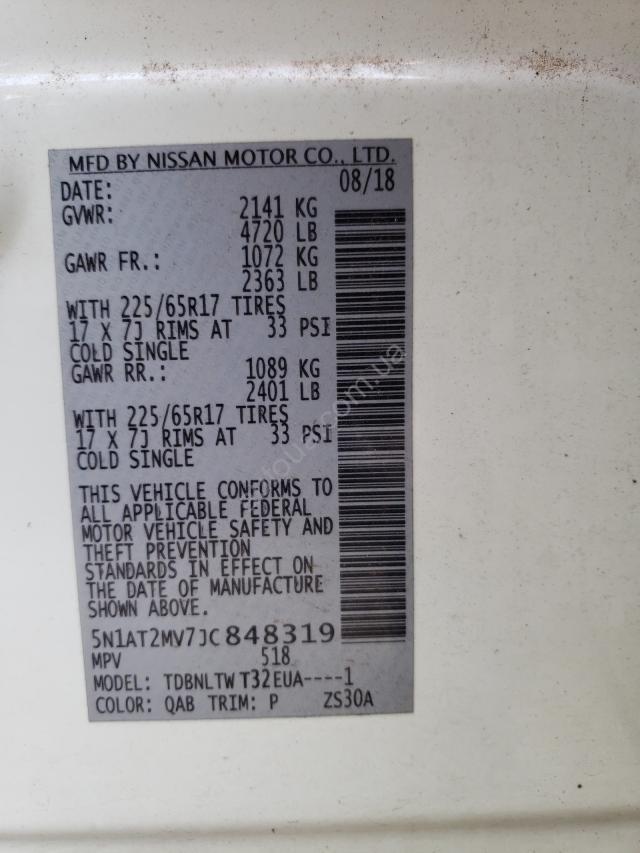 MFD BY NISSAN MOTOR CO., LTD.
DATE: 08/18
GVWR: 2141 KG
4720 LB
GAWR FR.: 1072 KG
2363 LB
WITH 225/65R17 TIRES
17 X 7J RIMS AT 33 PSI
COLD SINGLE
GAWR RR.: 1089 KG
2401 LB
WITH 225/65R17 TIRES
17 X 7J RIMS AT 33 PSI
COLD SINGLE
THIS VEHICLE CONFORMS TO
ALL APPLICABLE FEDERAL
MOTOR VEHICLE SAFETY AND
THEFT PREVENTION
STANDARDS IN EFFECT ON
THE DATE OF MANUFACTURE
SHOWN ABOVE.
5N1AT2MV7JC848319
MPV 518
MODEL: TDBNLTW T32EUA----1
COLOR: QAB TRIM: P ZS30A